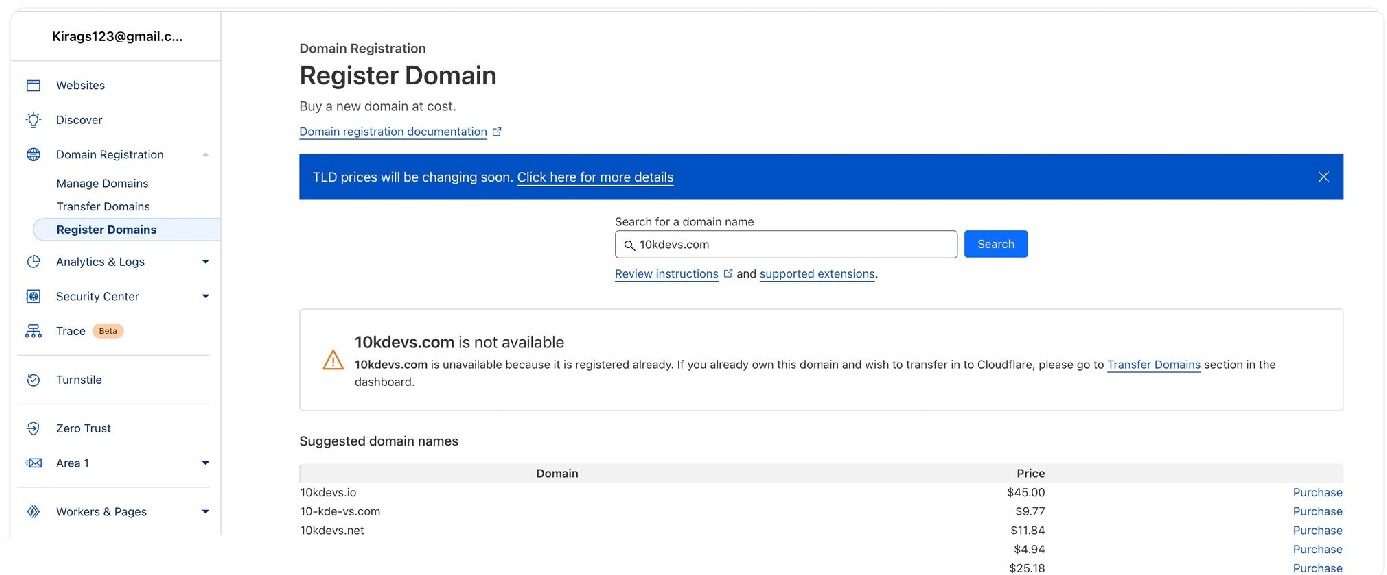 Kirags123@gmail.c...
Websites
Discover
Domain Registration
Manage Domains
Transfer Domains
Register Domains
Analytics & Logs
Security Center
Trace Beta
Turnstile
Zero Trust
Area 1
Workers & Pages
Domain Registration
Register Domain
Buy a new domain at cost.
Domain registration documentation
TLD prices will be changing soon. Click here for more details
Search for a domain name
10kdevs.com Search
Review instructions and supported extensions.
10kdevs.com is not available
10kdevs.com is unavailable because it is registered already. If you already own this domain and wish to transfer in to Cloudflare, please go to Transfer Domains section in the
dashboard.
Suggested domain names
Domain Price
10kdevs.io $45.00 Purchase
10-kde-vs.com $9.77 Purchase
10kdevs.net $11.84 Purchase
$4.94 Purchase
$25.18 Purchase